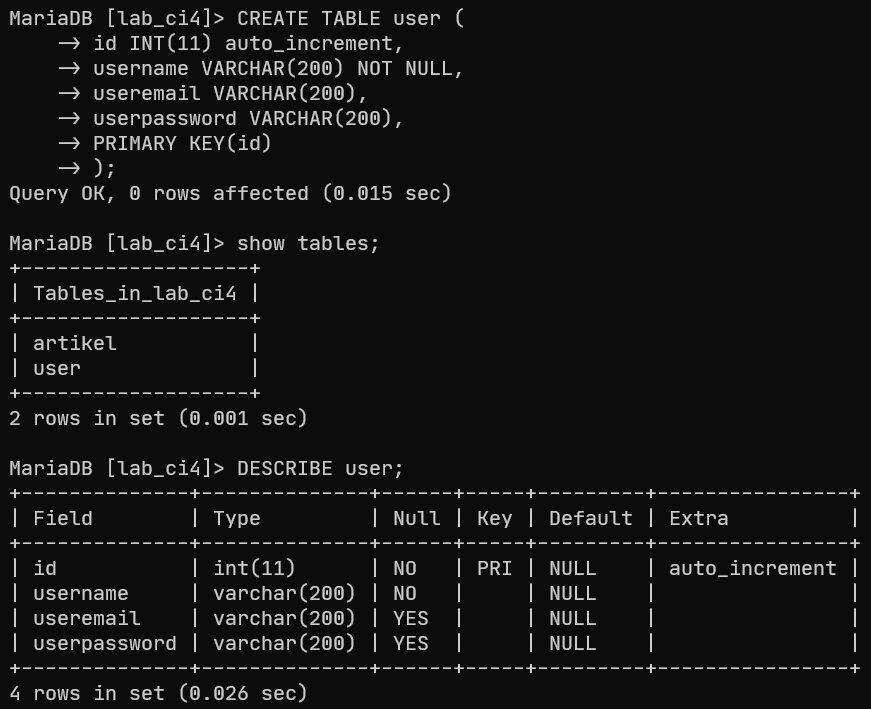 MariaDB [lab_ci4]> CREATE TABLE user (
    -> id INT(11) auto_increment,
    -> username VARCHAR(200) NOT NULL,
    -> useremail VARCHAR(200),
    -> userpassword VARCHAR(200),
    -> PRIMARY KEY(id)
    -> );
Query OK, 0 rows affected (0.015 sec)

MariaDB [lab_ci4]> show tables;
+-------------------+
| Tables_in_lab_ci4 |
+-------------------+
| artikel           |
| user              |
+-------------------+
2 rows in set (0.001 sec)

MariaDB [lab_ci4]> DESCRIBE user;
+--------------+--------------+------+-----+---------+----------------+
| Field        | Type         | Null | Key | Default | Extra          |
+--------------+--------------+------+-----+---------+----------------+
| id           | int(11)      | NO   | PRI | NULL    | auto_increment |
| username     | varchar(200) | NO   |     | NULL    |                |
| useremail    | varchar(200) | YES  |     | NULL    |                |
| userpassword | varchar(200) | YES  |     | NULL    |                |
+--------------+--------------+------+-----+---------+----------------+
4 rows in set (0.026 sec)